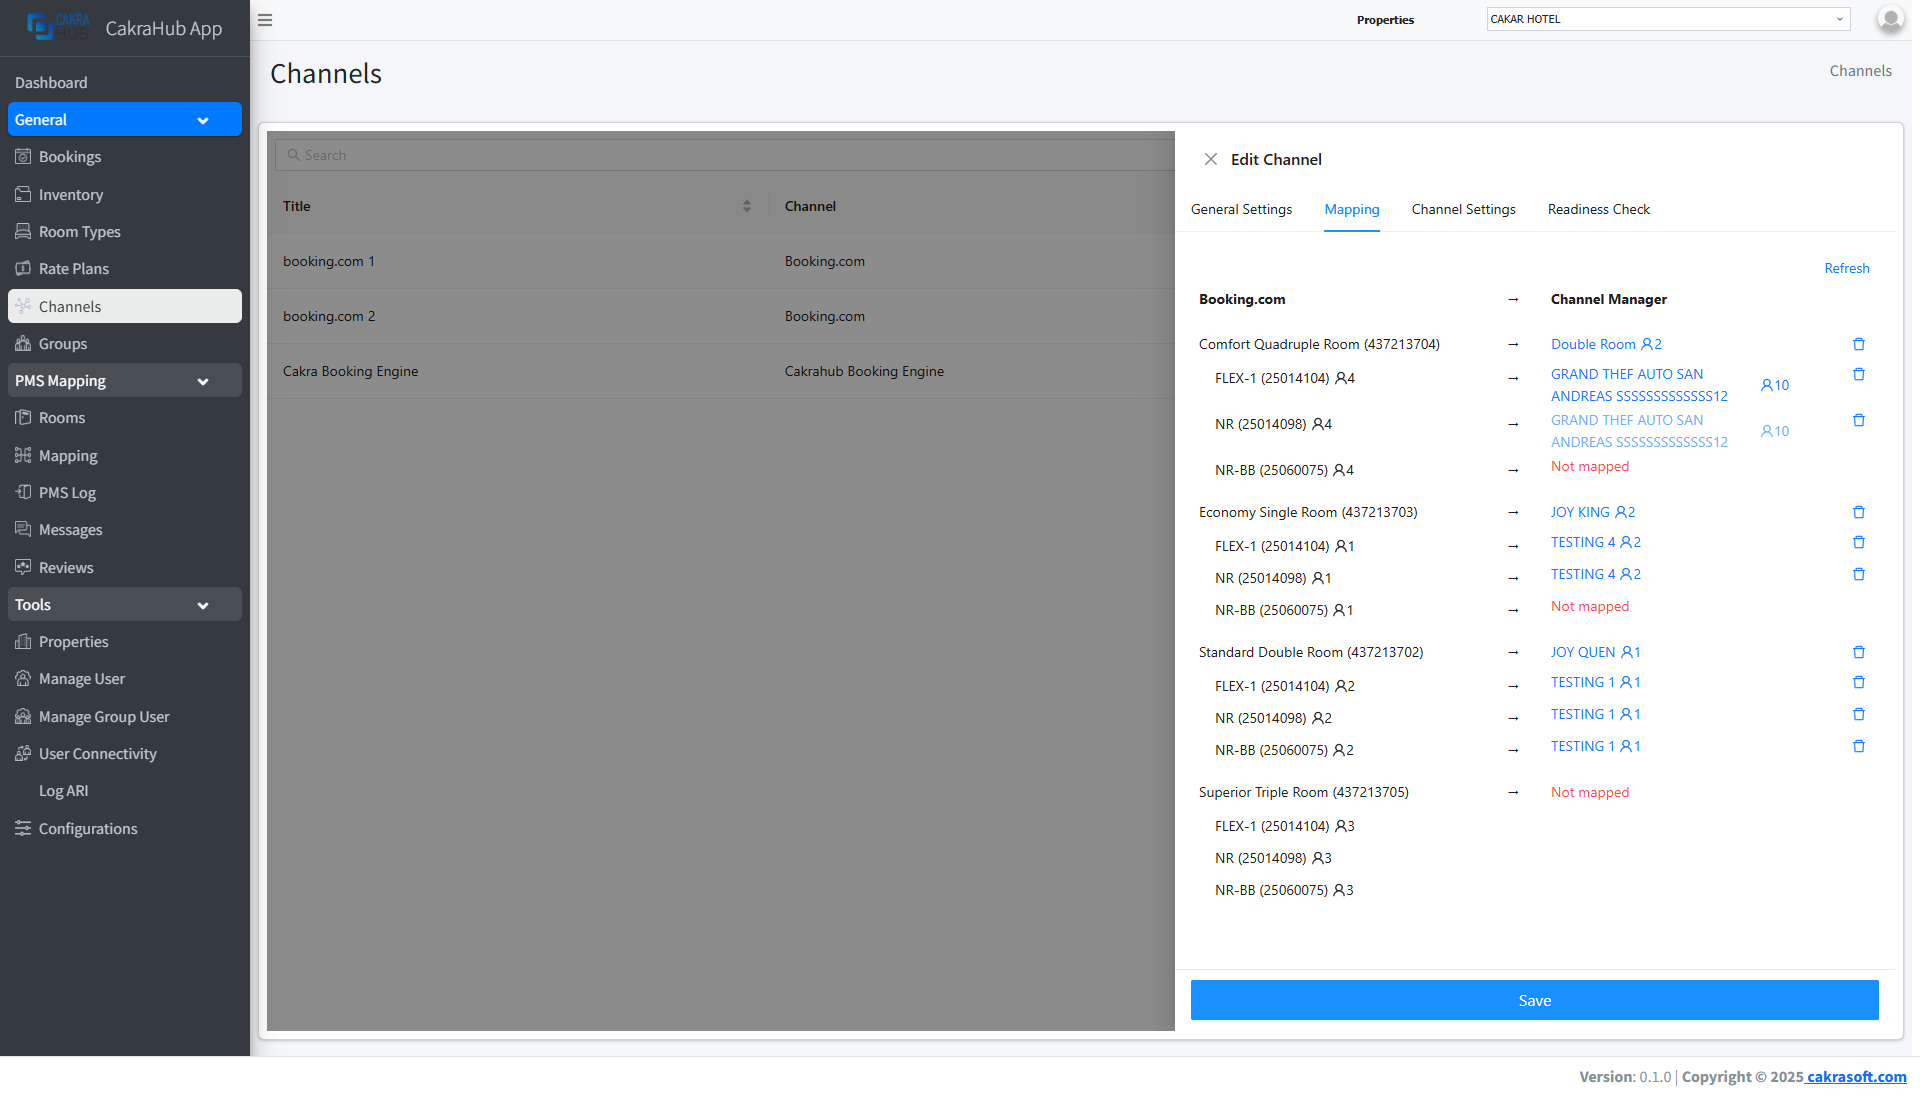 CAKRA
HUB
CakraHub App
Properties
CAKAR HOTEL
Channels
Channels
Dashboard
General
Bookings
Inventory
Room Types
Rate Plans
Channels
Groups
PMS Mapping
Rooms
Mapping
PMS Log
Messages
Reviews
Tools
Properties
Manage User
Manage Group User
User Connectivity
Log ARI
Configurations
Search
Title Channel
booking.com 1 Booking.com
booking.com 2 Booking.com
Cakra Booking Engine Cakrahub Booking Engine
Edit Channel
General Settings Mapping Channel Settings Readiness Check
Refresh
Booking.com → Channel Manager
Comfort Quadruple Room (437213704) → Double Room 2
FLEX-1 (25014104) 4 → GRAND THEF AUTO SAN
ANDREAS SSSSSSSSSSSSS12 10
NR (25014098) 4 → GRAND THEF AUTO SAN
ANDREAS SSSSSSSSSSSSS12 10
NR-BB (25060075) 4 → Not mapped
Economy Single Room (437213703) → JOY KING 2
FLEX-1 (25014104) 1 → TESTING 4 2
NR (25014098) 1 → TESTING 4 2
NR-BB (25060075) 1 → Not mapped
Standard Double Room (437213702) → JOY QUEN 1
FLEX-1 (25014104) 2 → TESTING 1 1
NR (25014098) 2 → TESTING 1 1
NR-BB (25060075) 2 → TESTING 1 1
Superior Triple Room (437213705) → Not mapped
FLEX-1 (25014104) 3
NR (25014098) 3
NR-BB (25060075) 3
Save
Version: 0.1.0 | Copyright © 2025 cakrasoft.com